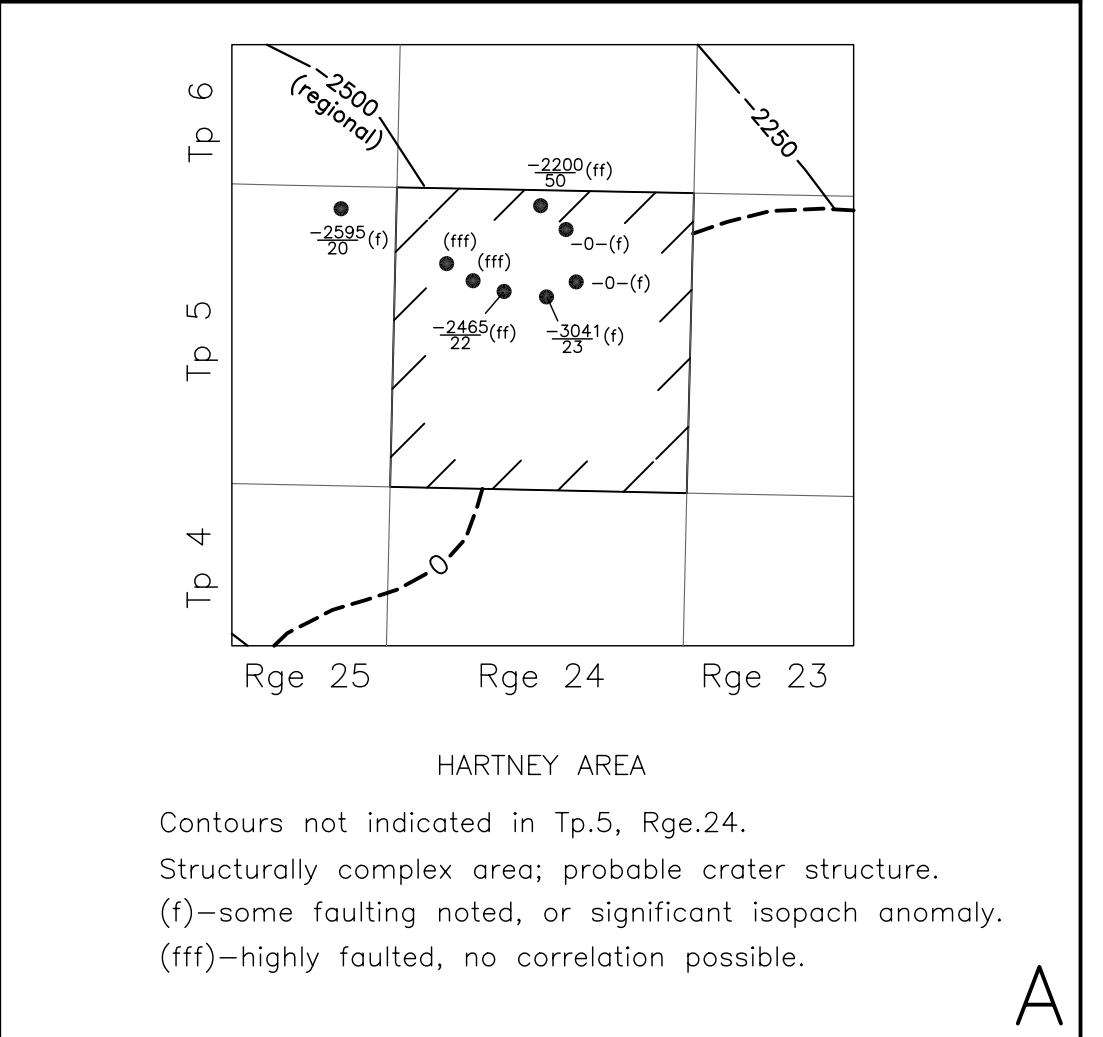 Tp 6
-2500
(regional)
-2250
-2200 (ff)
50
-2595 (f)
20
-0-(f)
(fff)
(fff)
-0-(f)
Tp 5
-2465 (ff)
22
-3041 (f)
23
Tp 4
0
Rge 25 Rge 24 Rge 23
HARTNEY AREA
Contours not indicated in Tp.5, Rge.24.
Structurally complex area; probable crater structure.
(f)-some faulting noted, or significant isopach anomaly.
(fff)-highly faulted, no correlation possible.
A